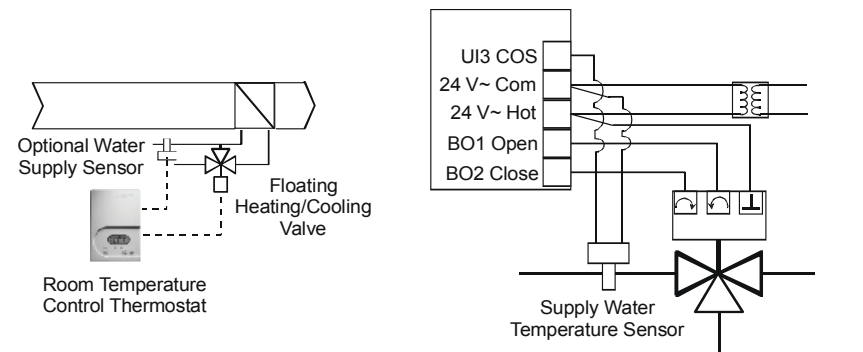 Optional Water
Supply Sensor
Floating
Heating/Cooling
Valve
Room Temperature
Control Thermostat
UI3 COS
24 V~ Com
24 V~ Hot
BO1 Open
BO2 Close
Supply Water
Temperature Sensor